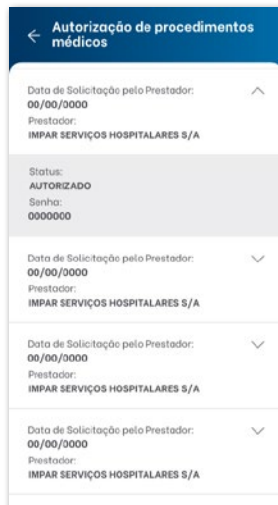 Autorização de procedimentos
médicos
Data de Solicitação pelo Prestador:
00/00/0000
Prestador:
IMPAR SERVIÇOS HOSPITALARES S/A
Status:
AUTORIZADO
Senha:
0000000
Data de Solicitação pelo Prestador:
00/00/0000
Prestador:
IMPAR SERVIÇOS HOSPITALARES S/A
Data de Solicitação pelo Prestador:
00/00/0000
Prestador:
IMPAR SERVIÇOS HOSPITALARES S/A
Data de Solicitação pelo Prestador:
00/00/0000
Prestador:
IMPAR SERVIÇOS HOSPITALARES S/A